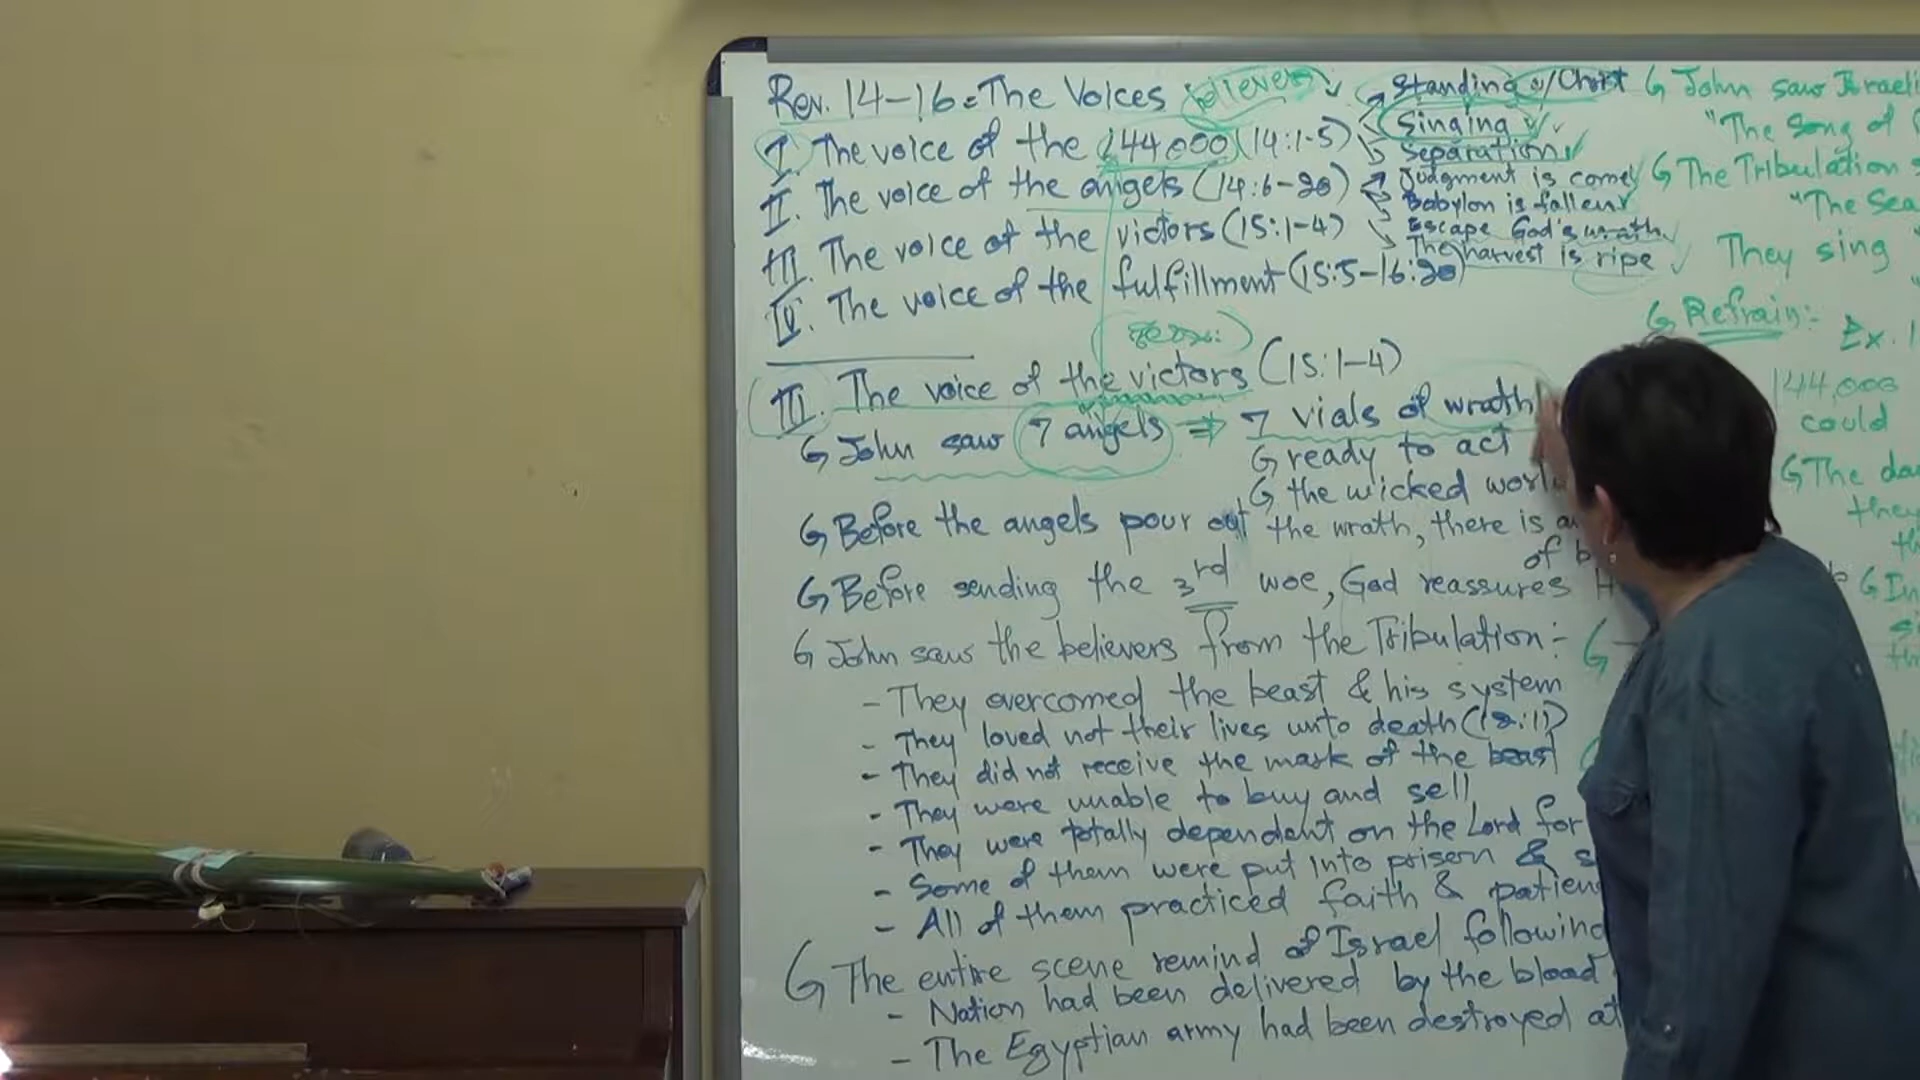 Rev. 14-16 = The Voices believers
I. The voice of the 144,000 (14:1-5)
II. The voice of the angels (14:6-20)
III. The voice of the victors (15:1-4)
IV. The voice of the fulfillment (15:5-16:20)
Standing w/Christ
Singing
Separation
Judgment is come
Babylon is fallen
Escape God's wrath
The harvest is ripe
III. The voice of the victors (15:1-4)
John saw 7 angels ⇒ 7 vials of wrath
ready to act
the wicked
Before the angels pour out the wrath, there is
of
Before sending the 3rd woe, God reassures
John saw the believers from the Tribulation:-
- They overcomed the beast & his system
- They loved not their lives unto death (12:11)
- They did not receive the mark of the beast
- They were unable to buy and sell
- They were totally dependent on the Lord for
- Some of them were put into prison &
- All of them practiced faith &
The entire scene remind of Israel following
- Nation had been delivered by the blood
- The Egyptian army had been destroyed at
John saw
"The Song of
The Tribulation
"The Sea
They sing "
Refrain:- Ex. 1
144,000
could
The
they
In